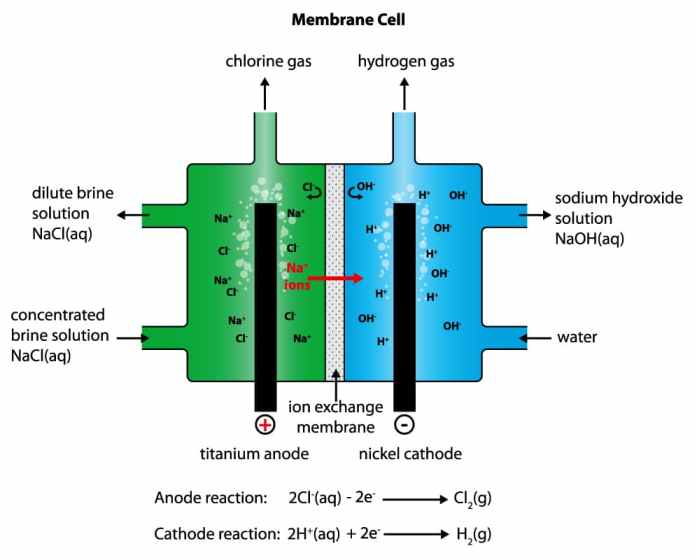 Membrane Cell
chlorine gas
hydrogen gas
dilute brine
solution
NaCl(aq)
concentrated
brine solution
NaCl(aq)
sodium hydroxide
solution
NaOH(aq)
water
Cl⁻
OH⁻
Na⁺
Na⁺
Cl⁻
Cl⁻
Na⁺
Cl⁻
Na⁺
ions
Na⁺
Cl⁻
Cl⁻
Na⁺
H⁺
OH⁻
H⁺
OH⁻
H⁺
OH⁻
H⁺
H⁺
OH⁻
OH⁻
H⁺
ion exchange
membrane
+
-
titanium anode
nickel cathode
Anode reaction: 2Cl⁻(aq) - 2e⁻ ⟶ Cl₂(g)
Cathode reaction: 2H⁺(aq) + 2e⁻ ⟶ H₂(g)